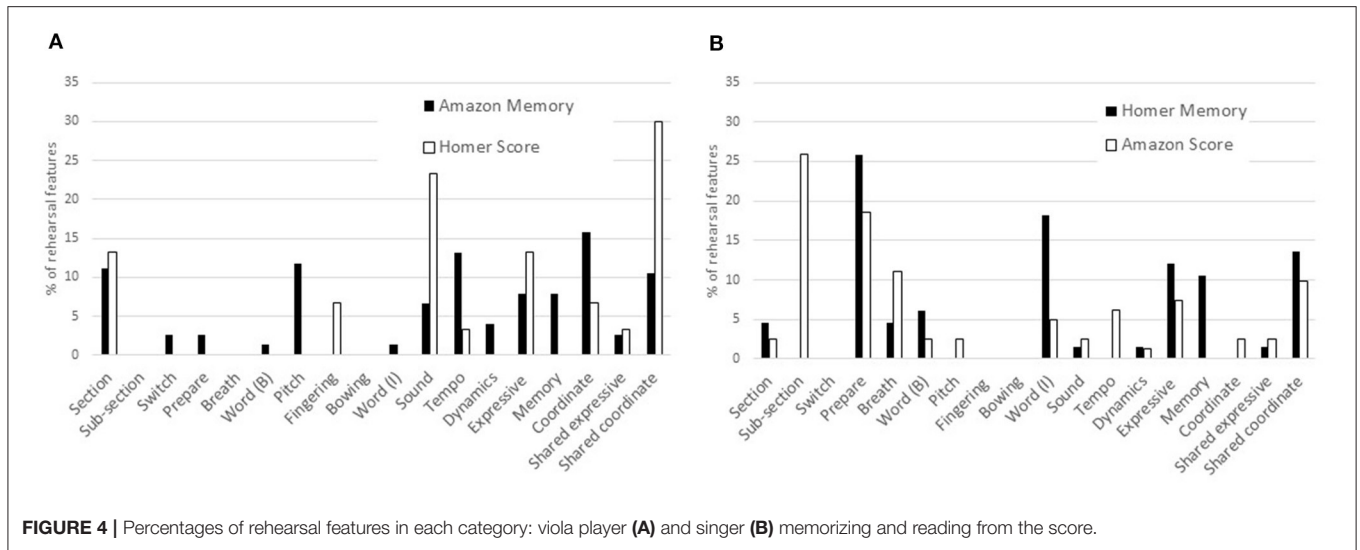 A
35
30
25
20
15
10
5
0
% of rehearsal features
Amazon Memory
Homer Score
Section
Sub-section
Switch
Prepare
Breath
Word (B)
Pitch
Fingering
Bowing
Word (I)
Sound
Tempo
Dynamics
Expressive
Memory
Coordinate
Shared expressive
Shared coordinate
B
35
30
25
20
15
10
5
0
% of rehearsal features
Homer Memory
Amazon Score
Section
Sub-section
Switch
Prepare
Breath
Word (B)
Pitch
Fingering
Bowing
Word (I)
Sound
Tempo
Dynamics
Expressive
Memory
Coordinate
Shared expressive
Shared coordinate
FIGURE 4 | Percentages of rehearsal features in each category: viola player (A) and singer (B) memorizing and reading from the score.